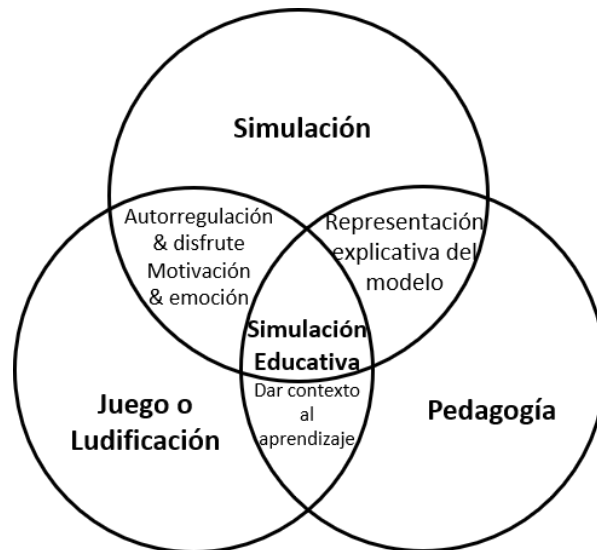 Simulación
Autorregulación
& disfrute
Motivación
& emoción
Representación
explicativa del
modelo
Simulación
Educativa
Dar contexto
al
aprendizaje
Juego o
Ludificación
Pedagogía